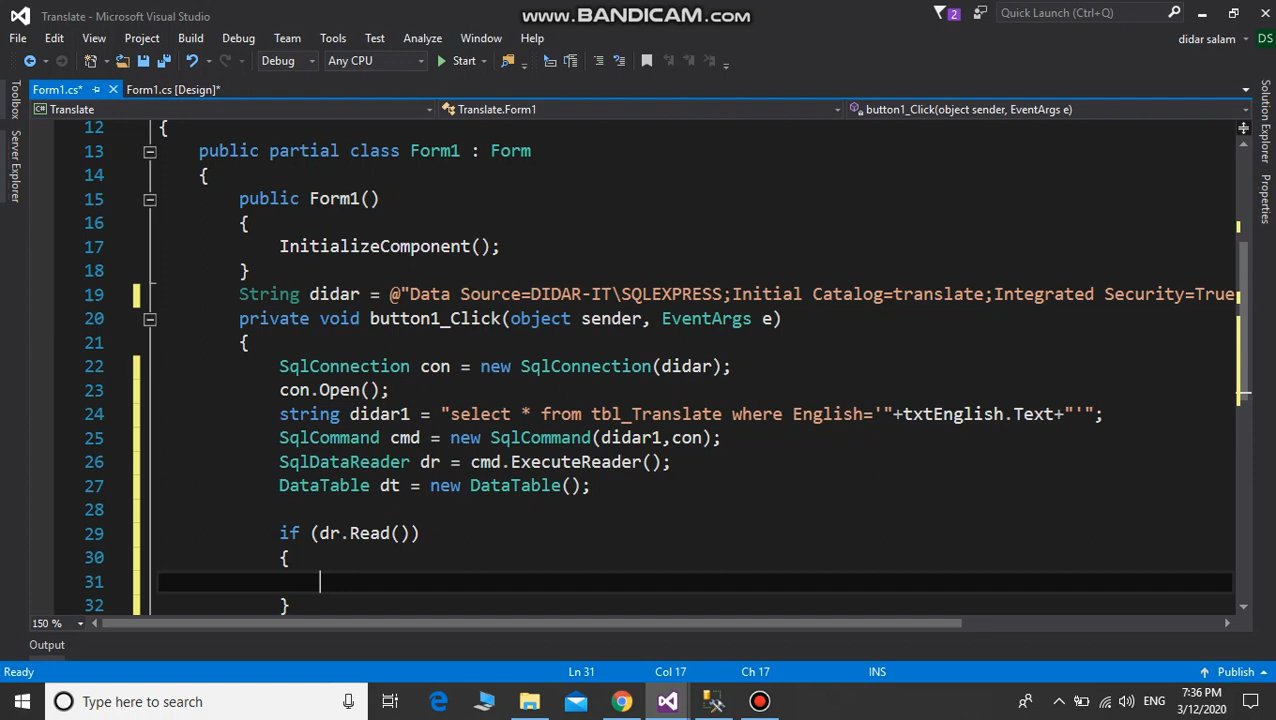 Translate - Microsoft Visual Studio
www.BANDICAM.com
2
Quick Launch (Ctrl+Q)
File Edit View Project Build Debug Team Tools Test Analyze Window Help
didar salam DS
Debug Any CPU Start
Form1.cs* Form1.cs [Design]*
Translate Translate.Form1 button1_Click(object sender, EventArgs e)
Toolbox
Server Explorer
Solution Explorer
Properties
12 {
13 public partial class Form1 : Form
14 {
15 public Form1()
16 {
17 InitializeComponent();
18 }
19 String didar = @"Data Source=DIDAR-IT\SQLEXPRESS;Initial Catalog=translate;Integrated Security=True
20 private void button1_Click(object sender, EventArgs e)
21 {
22 SqlConnection con = new SqlConnection(didar);
23 con.Open();
24 string didar1 = "select * from tbl_Translate where English='"+txtEnglish.Text+"'";
25 SqlCommand cmd = new SqlCommand(didar1,con);
26 SqlDataReader dr = cmd.ExecuteReader();
27 DataTable dt = new DataTable();
28
29 if (dr.Read())
30 {
31
32 }
150 %
Output
Ready Ln 31 Col 17 Ch 17 INS Publish
Type here to search
ENG
7:36 PM
3/12/2020